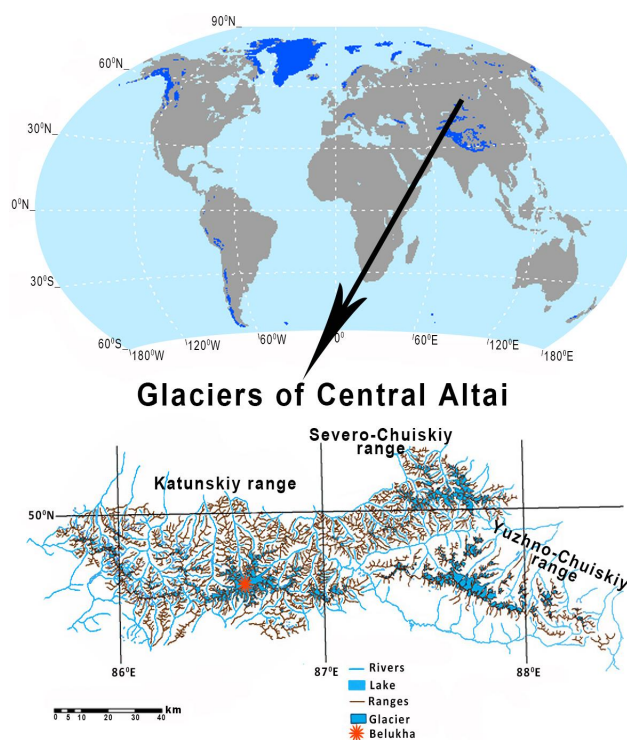 90⁰N
60⁰N
30⁰N
0⁰N
30⁰S
60⁰S
180⁰W
120⁰W
60⁰W
0⁰
60⁰E
120⁰E
180⁰E
Glaciers of Central Altai
Severo-Chuiskiy
range
Katunskiy range
50⁰N
Yuzhno-Chuiskiy
range
86⁰E
87⁰E
88⁰E
Rivers
Lake
Ranges
Glacier
Belukha
0 5 10 20 30 40 km